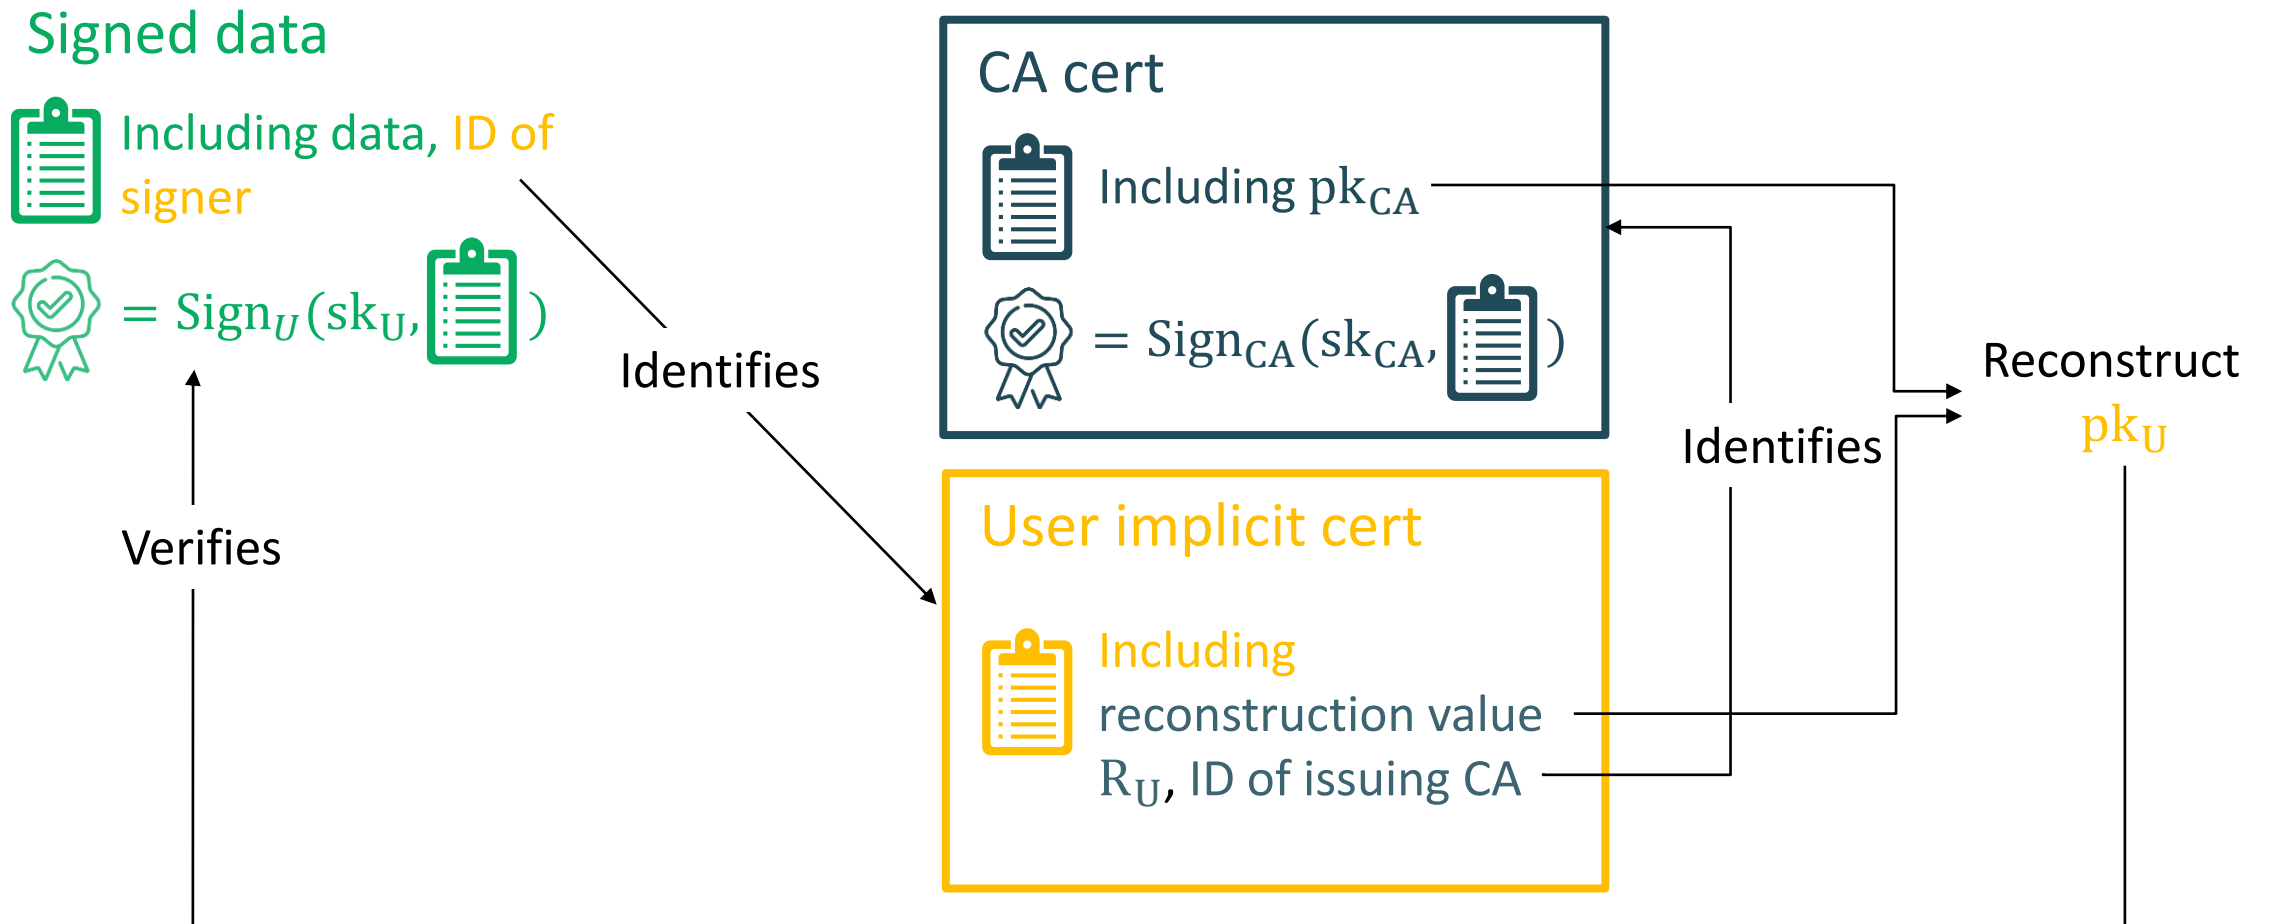 Signed data
Including data, ID of
signer
= Sign_U(sk_U, )
Identifies
Verifies
CA cert
Including pk_CA
= Sign_CA(sk_CA, )
User implicit cert
Including
reconstruction value
R_U, ID of issuing CA
Identifies
Reconstruct
pk_U